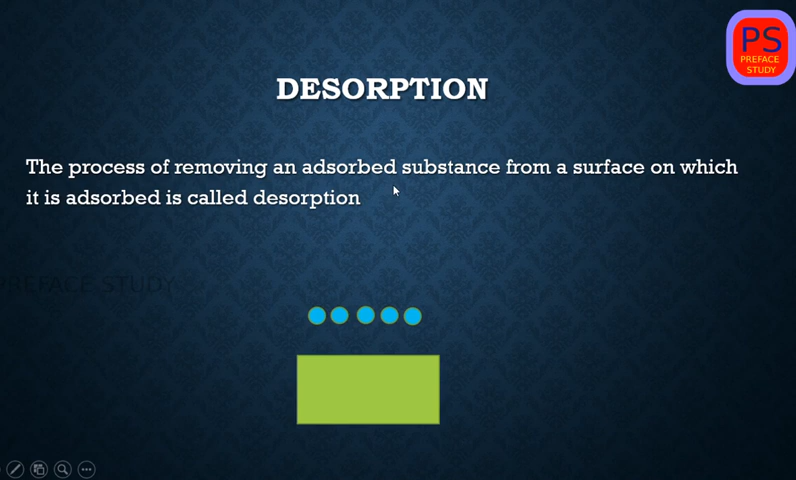 PS
PREFACE
STUDY
DESORPTION
The process of removing an adsorbed substance from a surface on which
it is adsorbed is called desorption
PREFACE STUDY